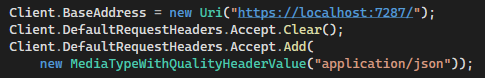 Client.BaseAddress = new Uri("https://localhost:7287/");
Client.DefaultRequestHeaders.Accept.Clear();
Client.DefaultRequestHeaders.Accept.Add(
    new MediaTypeWithQualityHeaderValue("application/json"));